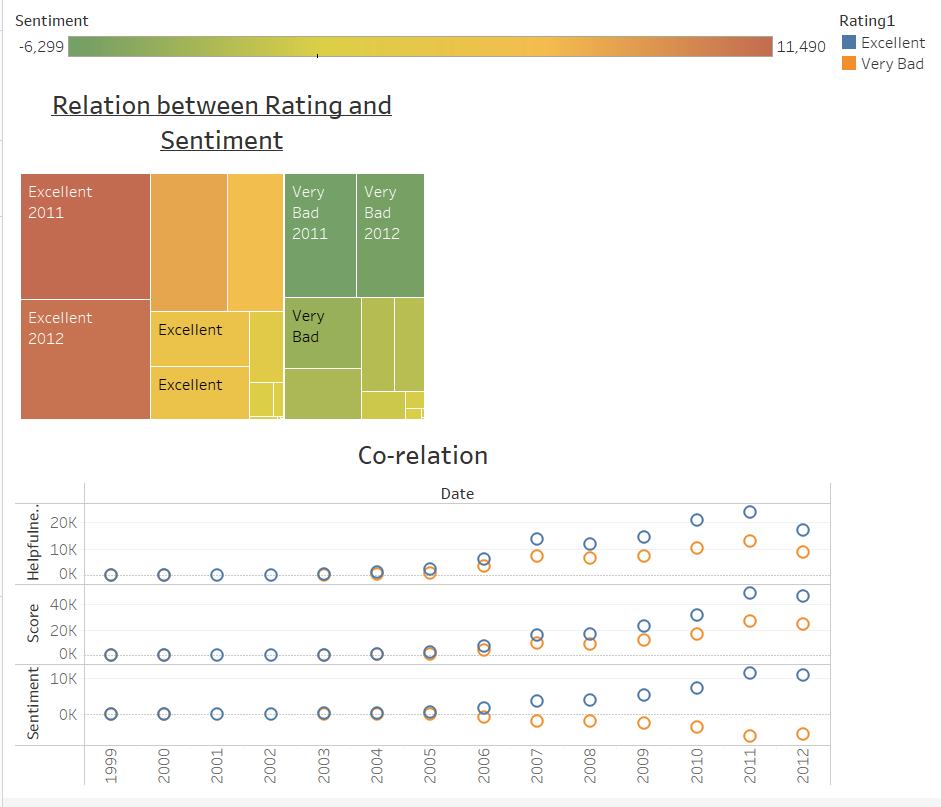 Sentiment
-6,299 11,490
Rating1
Excellent
Very Bad
Relation between Rating and
Sentiment
Excellent
2011
Excellent
2012
Excellent
Excellent
Very
Bad
2011
Very
Bad
2012
Very
Bad
Co-relation
Date
Helpfulne..
20K
10K
0K
Score
40K
20K
0K
Sentiment
10K
0K
1999 2000 2001 2002 2003 2004 2005 2006 2007 2008 2009 2010 2011 2012